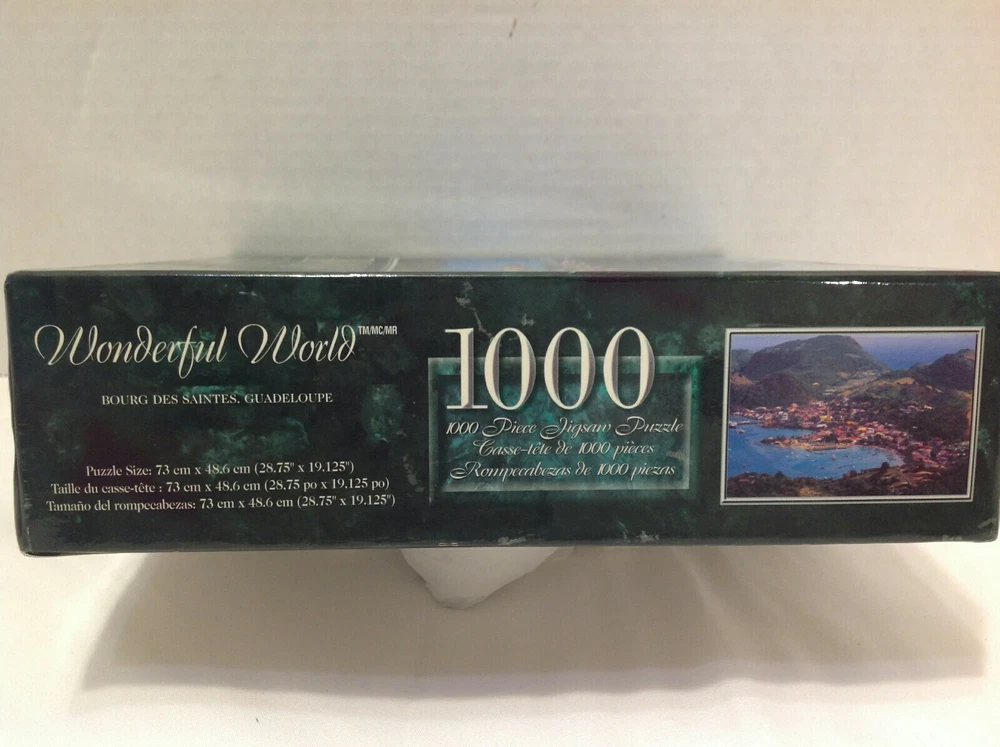 Wonderful World TM/MC/MR
BOURG DES SAINTES, GUADELOUPE
Puzzle Size: 73 cm x 48.6 cm (28.75" x 19.125")
Taille du casse-tête : 73 cm x 48.6 cm (28.75 po x 19.125 po)
Tamaño del rompecabezas: 73 cm x 48.6 cm (28.75" x 19.125")
1000
1000 Piece Jigsaw Puzzle
Casse-tête de 1000 pièces
Rompecabezas de 1000 piezas